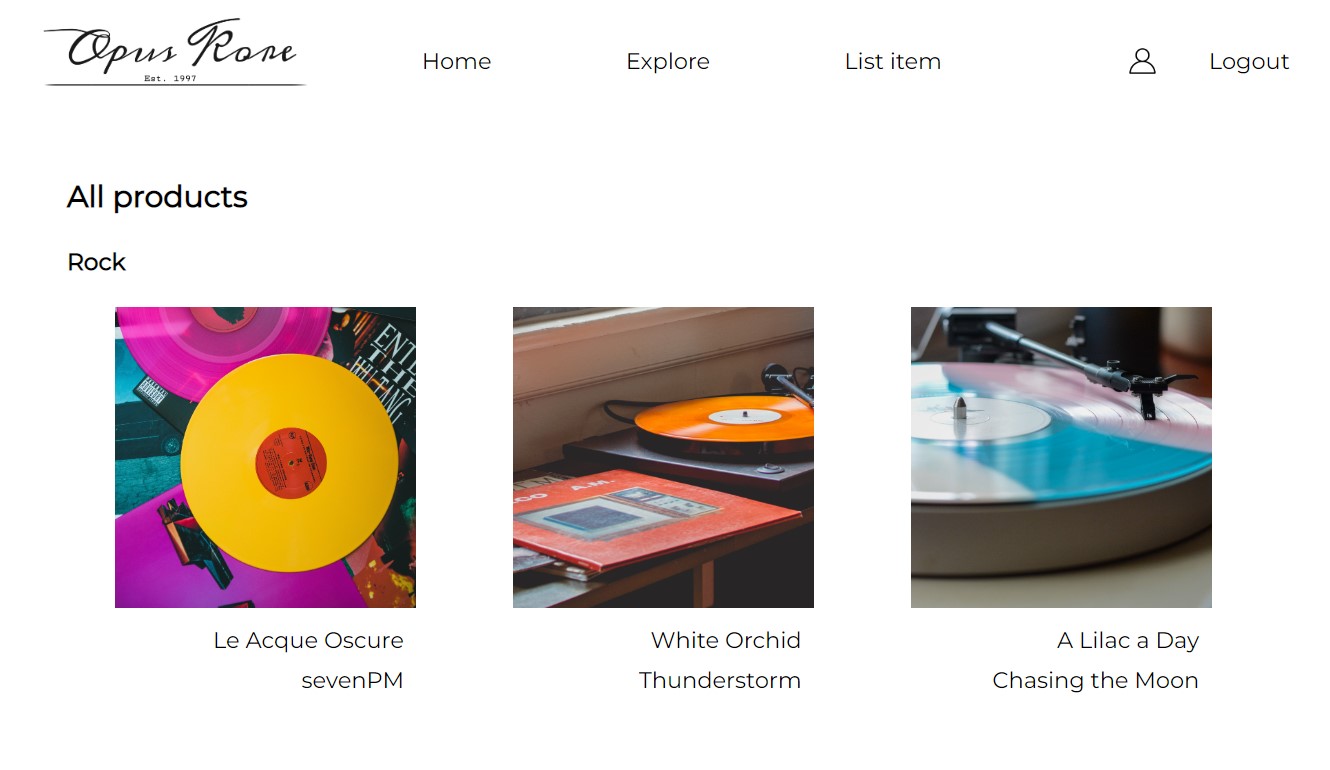 Opus Rore
Est. 1997
Home
Explore
List item
Logout
All products
Rock
THE
A.M.
Le Acque Oscure
sevenPM
White Orchid
Thunderstorm
A Lilac a Day
Chasing the Moon